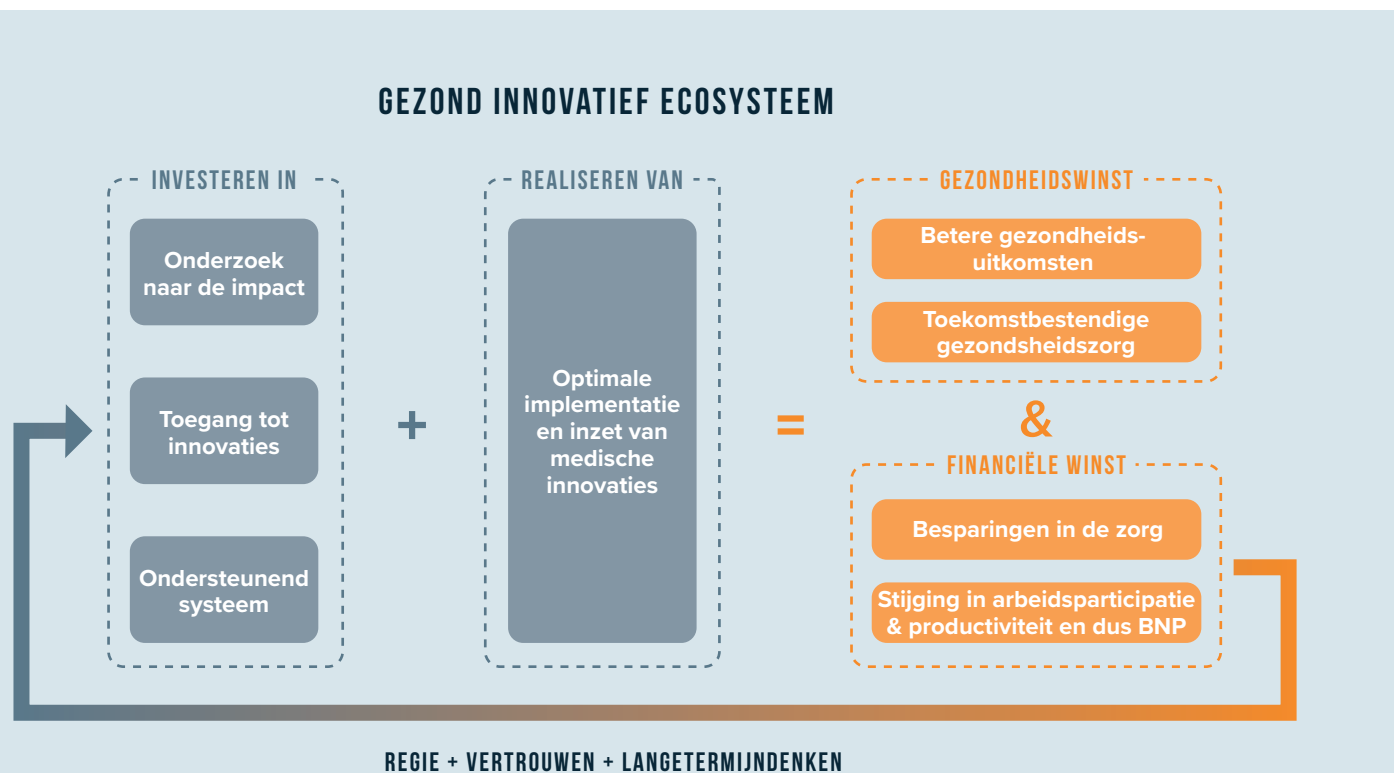 GEZOND INNOVATIEF ECOSYSTEEM
INVESTEREN IN
Onderzoek
naar de impact
Toegang tot
innovaties
Ondersteunend
systeem
+
REALISEREN VAN
Optimale
implementatie
en inzet van
medische
innovaties
=
GEZONDHEIDSWINST
Betere gezondheids-
uitkomsten
Toekomstbestendige
gezondsheidszorg
&
FINANCIËLE WINST
Besparingen in de zorg
Stijging in arbeidsparticipatie
& productiviteit en dus BNP
REGIE + VERTROUWEN + LANGETERMIJNDENKEN